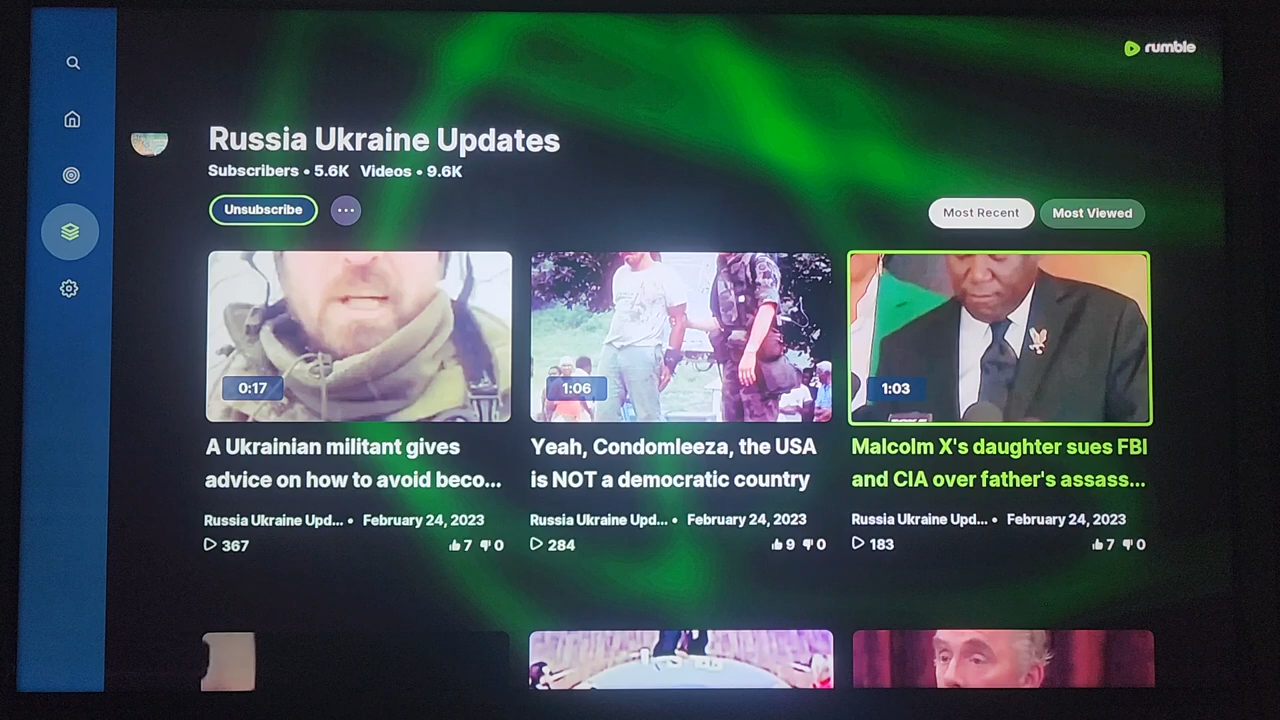 rumble
Russia Ukraine Updates
Subscribers • 5.6K Videos • 9.6K
Unsubscribe
Most Recent Most Viewed
0:17
1:06
1:03
A Ukrainian militant gives
advice on how to avoid beco...
Russia Ukraine Upd... • February 24, 2023
367 7 0
Yeah, Condomleeza, the USA
is NOT a democratic country
Russia Ukraine Upd... • February 24, 2023
284 9 0
Malcolm X's daughter sues FBI
and CIA over father's assass...
Russia Ukraine Upd... • February 24, 2023
183 7 0